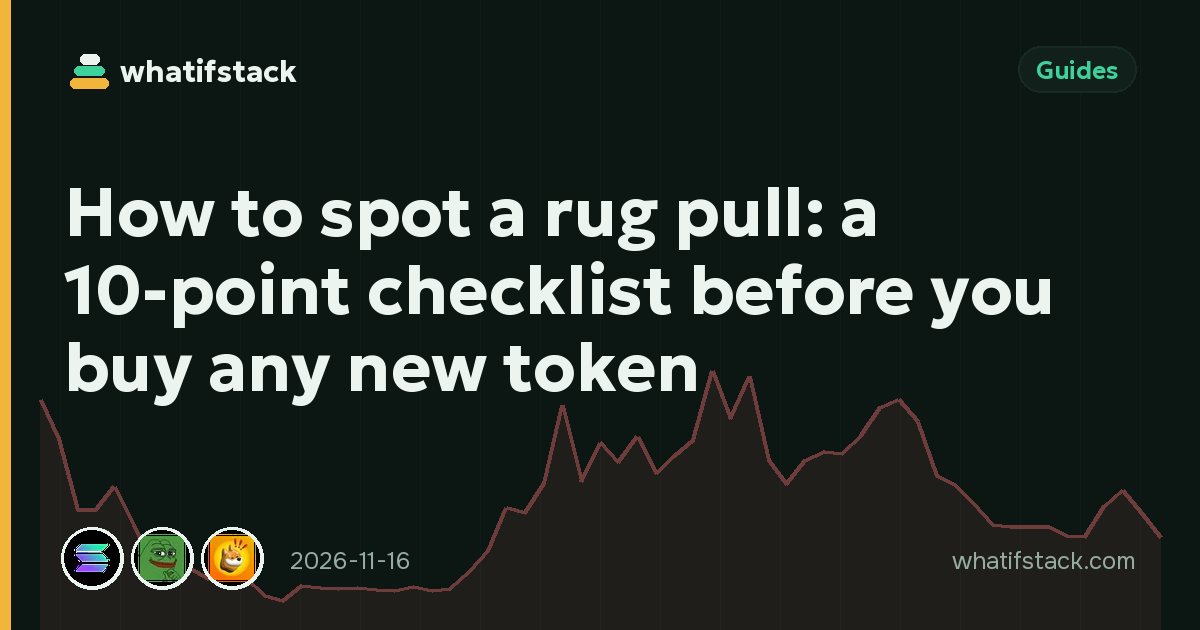 whatifstack
Guides
How to spot a rug pull: a
10-point checklist before you
buy any new token
2026-11-16
whatifstack.com